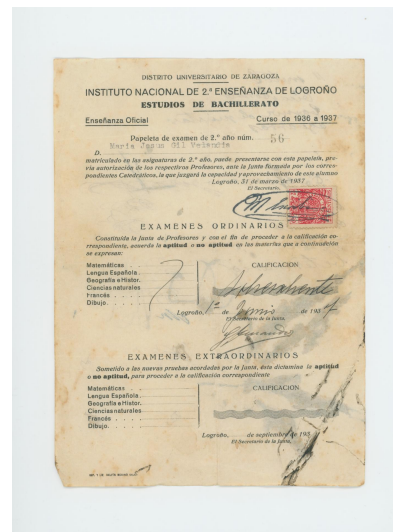 DISTRITO UNIVERSITARIO DE ZARAGOZA
INSTITUTO NACIONAL DE 2.ª ENSEÑANZA DE LOGROÑO
ESTUDIOS DE BACHILLERATO
Enseñanza Oficial Curso de 1936 a 1937
Papeleta de examen de 2.º año núm. 56
D. María Jesús Gil
matriculado en las asignaturas de 2.º año, puede presentarse con esta papeleta, pre-
via autorización de los respectivos Profesores, ante la Junta formada por los corres-
pondientes Catedráticos, la que juzgará la capacidad y aprovechamiento de este alumno
Logroño, 31 de marzo de 1937
El Secretario,
EXAMENES ORDINARIOS
Constituída la Junta de Profesores y con el fin de proceder a la calificación co-
rrespondiente, acuerda la aptitud o no aptitud en las materias que a continuación
se expresan:
Matemáticas
Lengua Española
Geografía e Histor.
Ciencias naturales
Francés
Dibujo
CALIFICACION
Sobresaliente
Logroño, 1º de Junio de 1937
El Secretario de la Junta,
EXAMENES EXTRAORDINARIOS
Sometido a las nuevas pruebas acordadas por la Junta, ésta dictamina la aptitud
o no aptitud, para proceder a la calificación correspondiente
Matemáticas
Lengua Española
Geografía e Histor.
Ciencias naturales
Francés
Dibujo
CALIFICACION
Logroño, de septiembre de 193
El Secretario de la Junta,